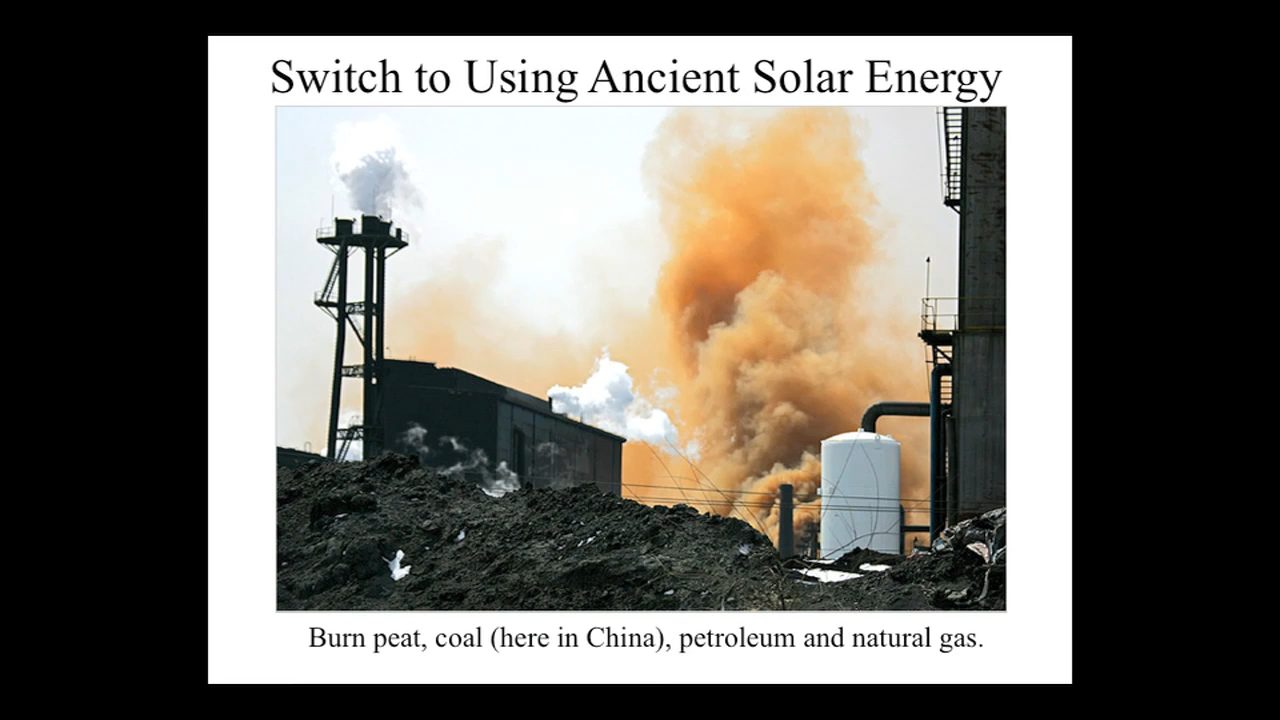 Switch to Using Ancient Solar Energy
Burn peat, coal (here in China), petroleum and natural gas.